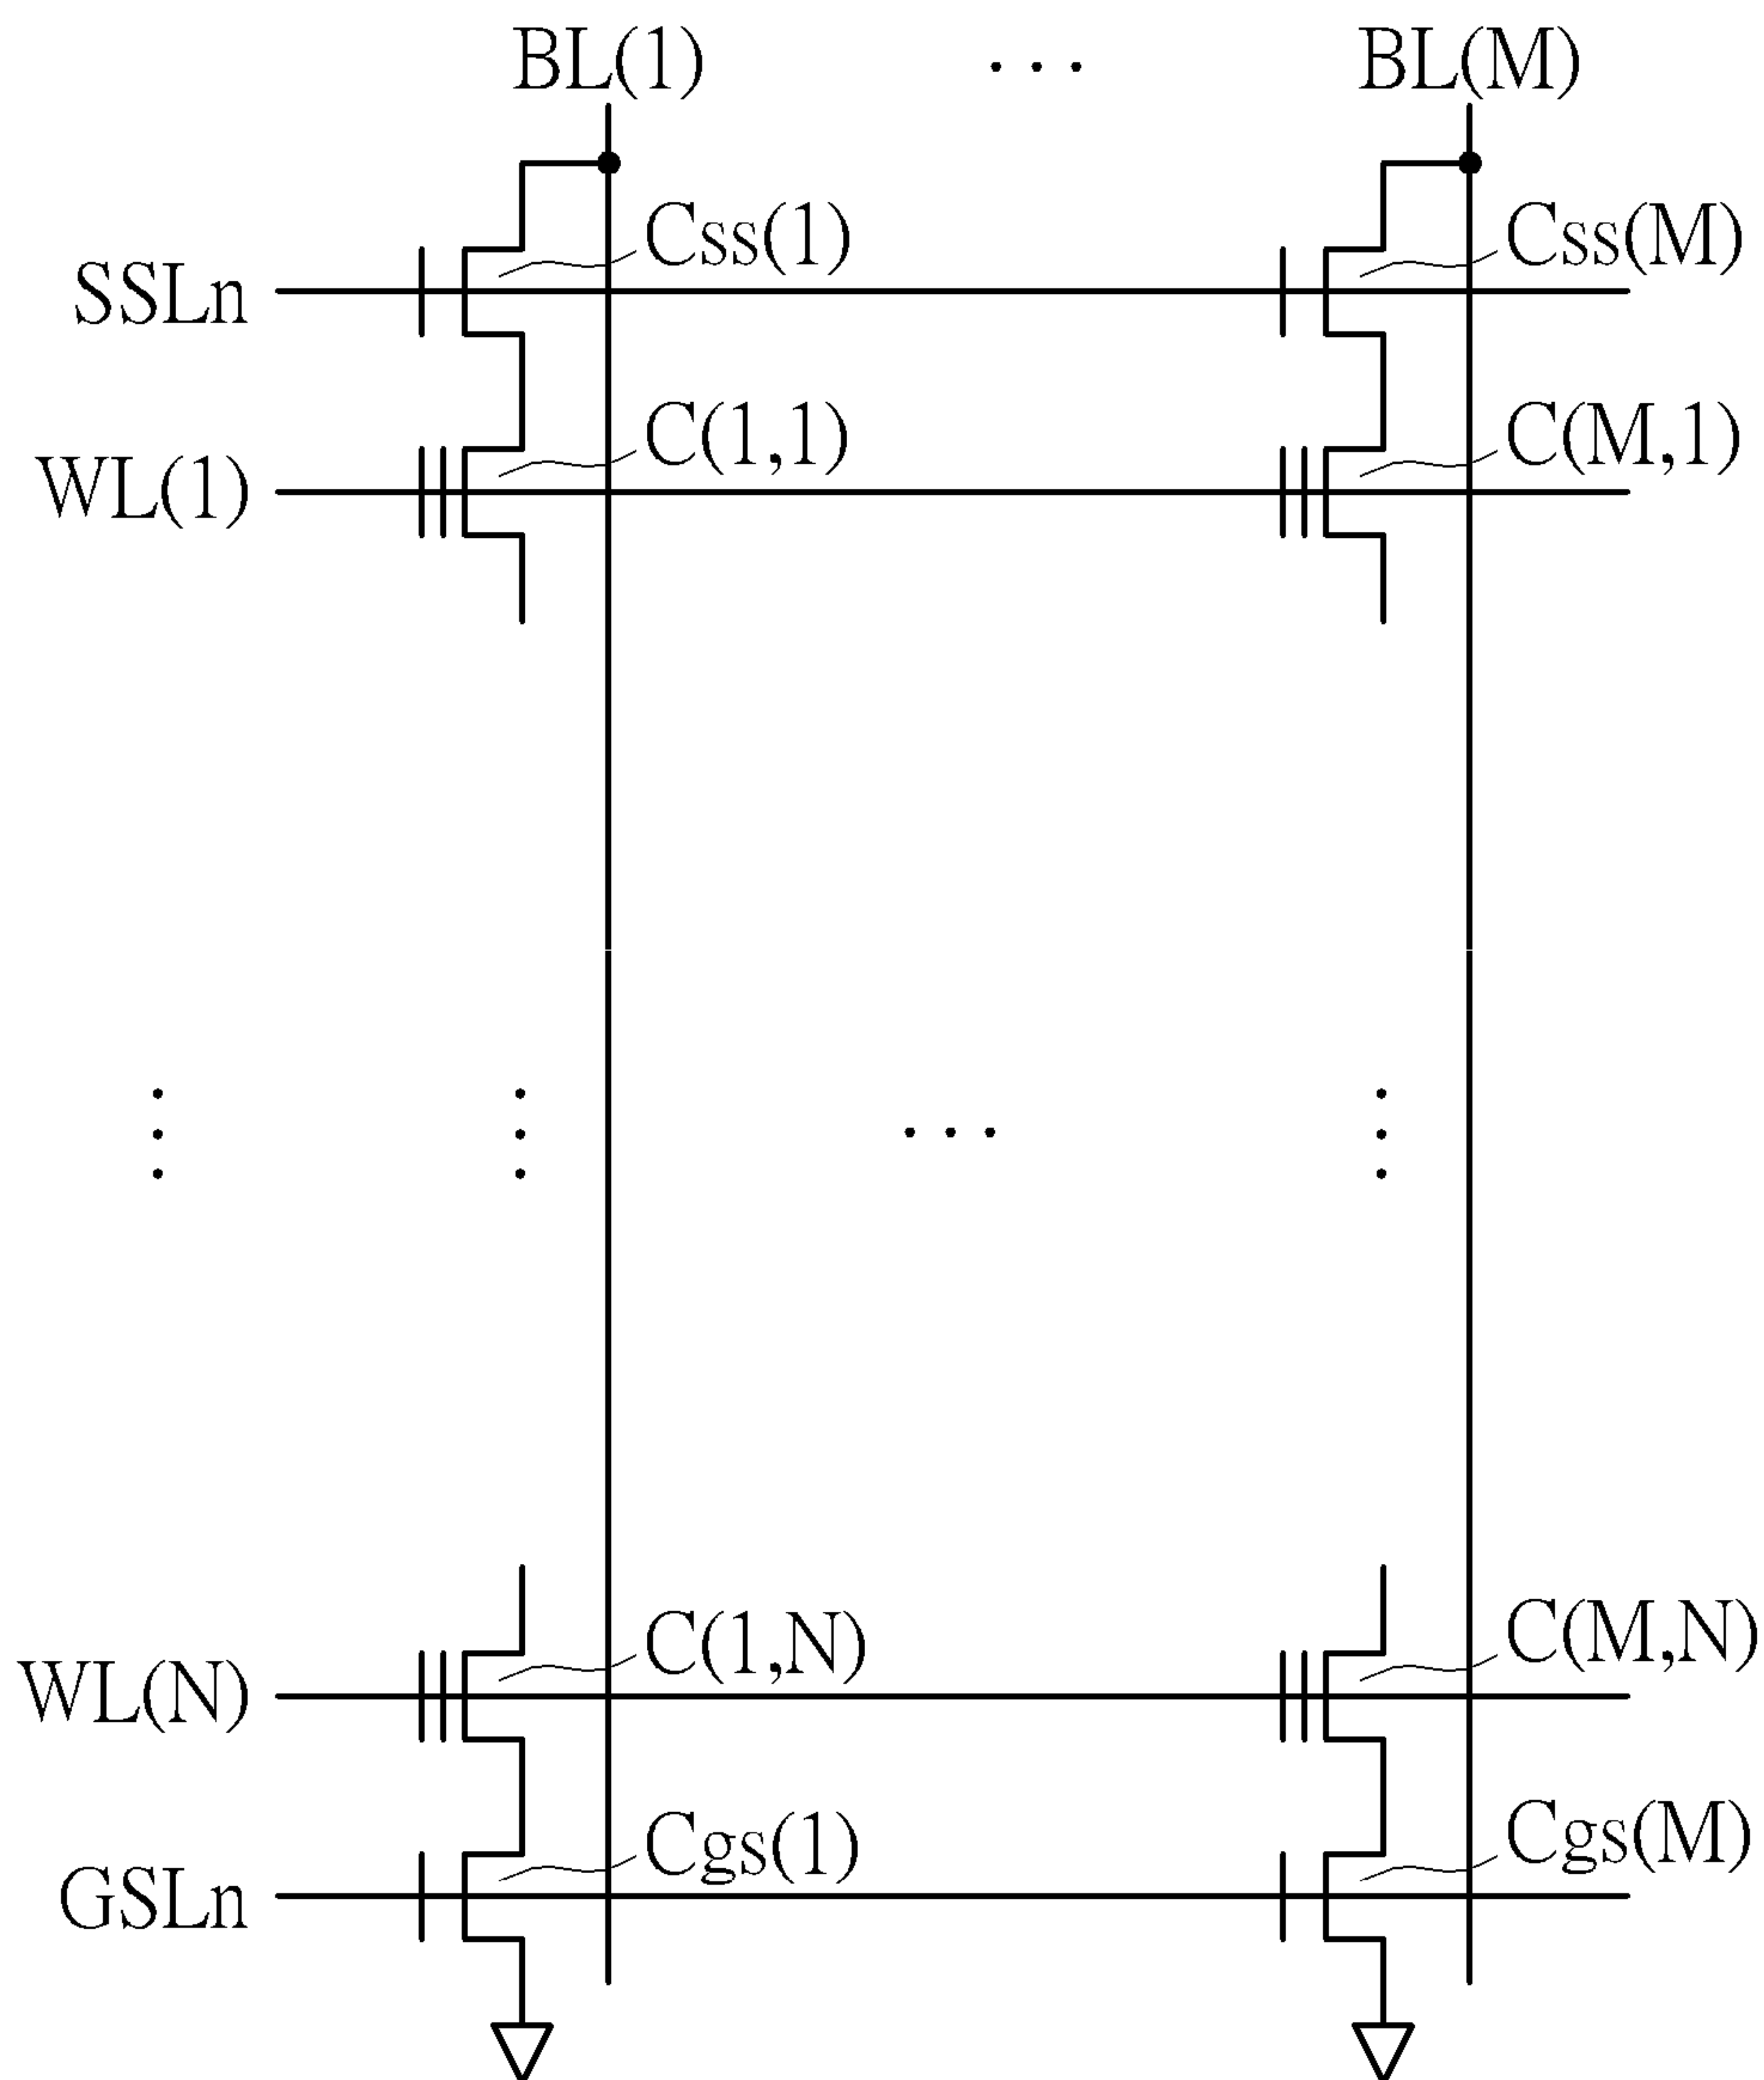 BL(1) ... BL(M)
Css(1) Css(M)
SSLn
C(1,1) C(M,1)
WL(1)
C(1,N) C(M,N)
WL(N)
Cgs(1) Cgs(M)
GSLn